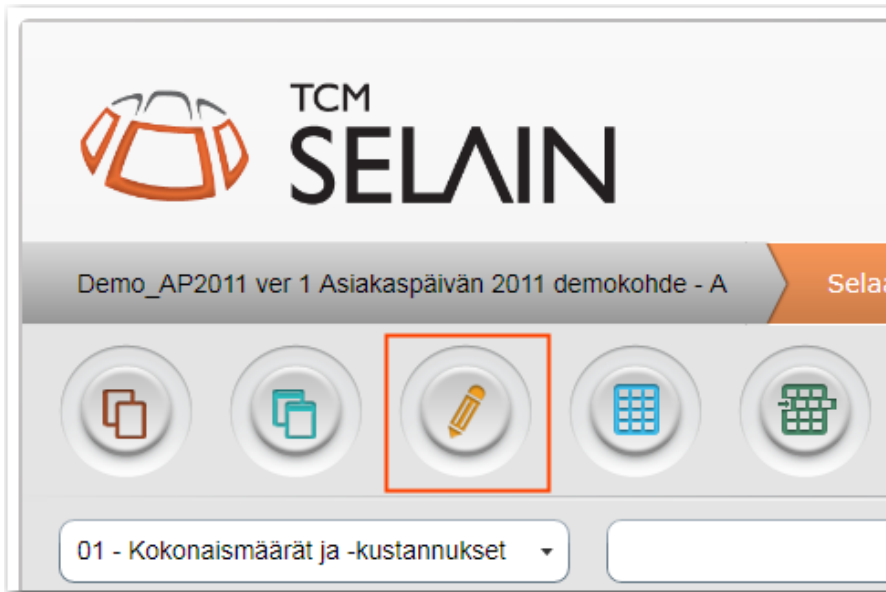 TCM
SELAIN
Demo_AP2011 ver 1 Asiakaspäivän 2011 demokohde - A
Selaa
01 - Kokonaismäärät ja -kustannukset